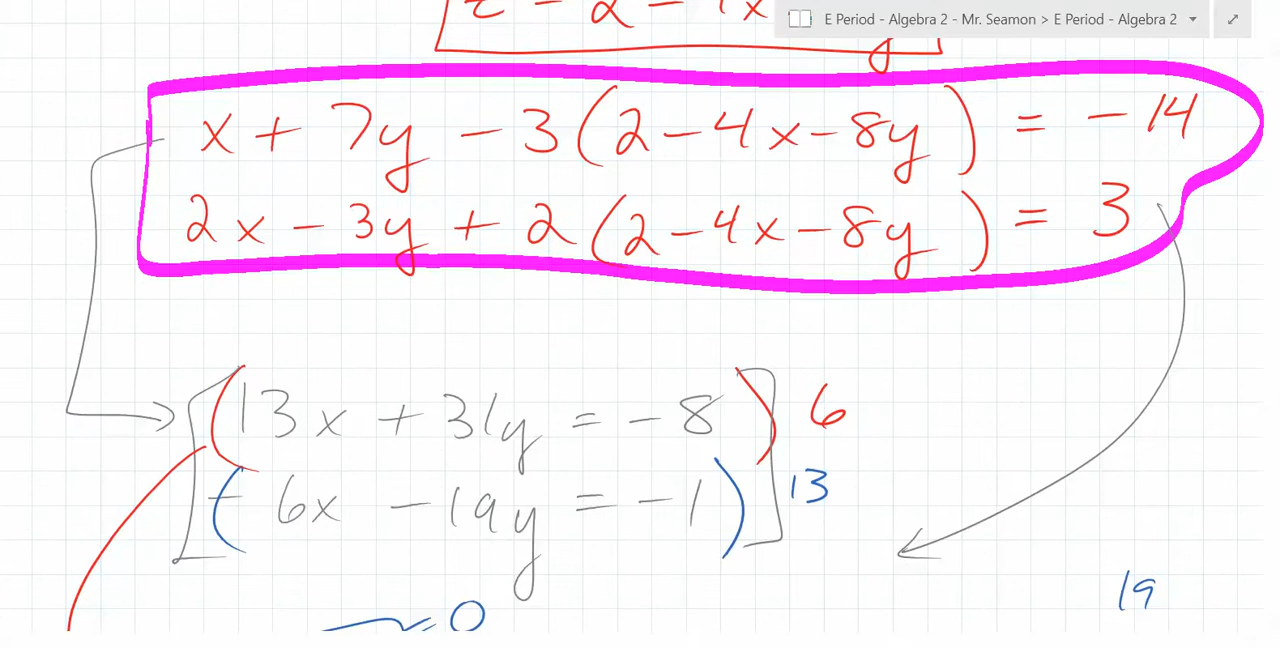 E Period - Algebra 2 - Mr. Seamon > E Period - Algebra 2
x + 7y - 3(2 - 4x - 8y) = -14
2x - 3y + 2(2 - 4x - 8y) = 3
[(13x + 31y = -8) 6
(-6x - 19y = -1)] 13
19
= 0